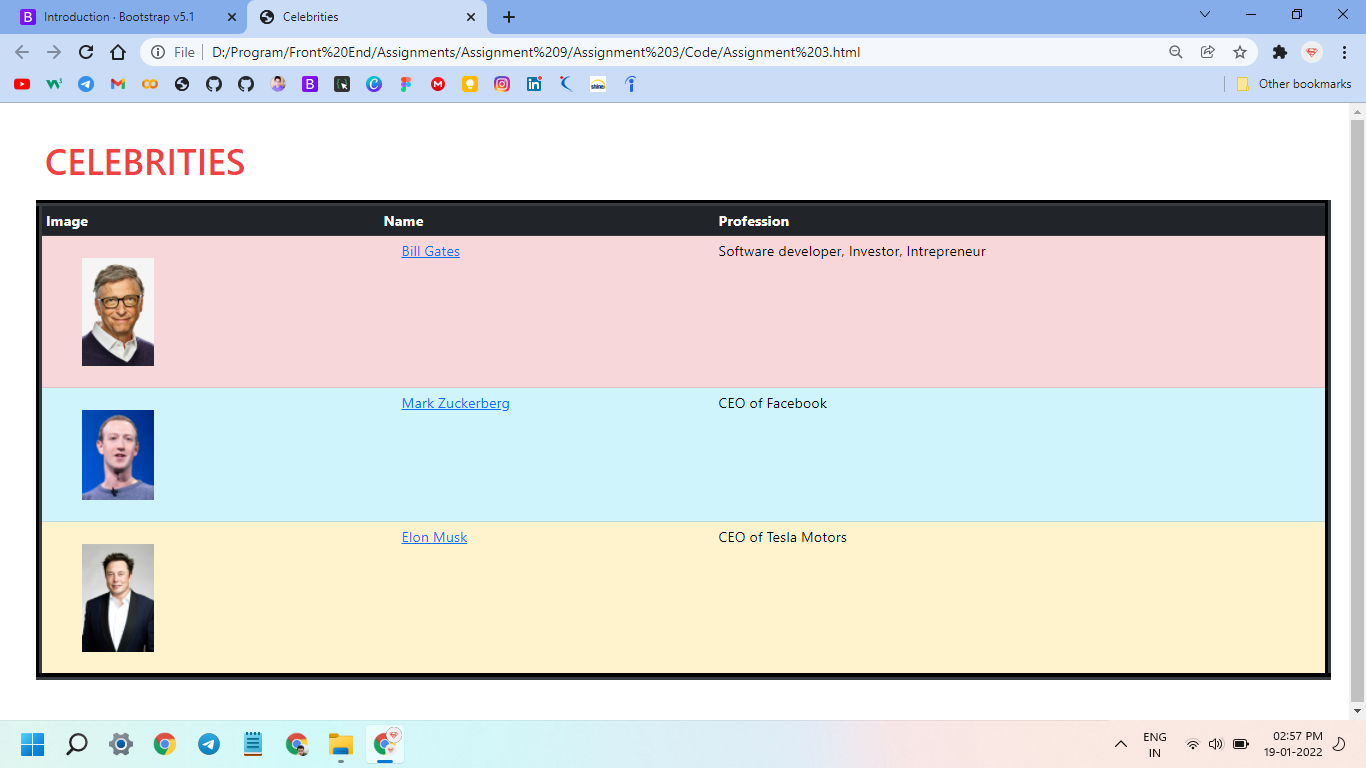 Introduction · Bootstrap v5.1
Celebrities
File
D:/Program/Front%20End/Assignments/Assignment%209/Assignment%203/Code/Assignment%203.html
Other bookmarks
CELEBRITIES
Image Name Profession
Bill Gates Software developer, Investor, Intrepreneur
Mark Zuckerberg CEO of Facebook
Elon Musk CEO of Tesla Motors
ENG
IN
02:57 PM
19-01-2022